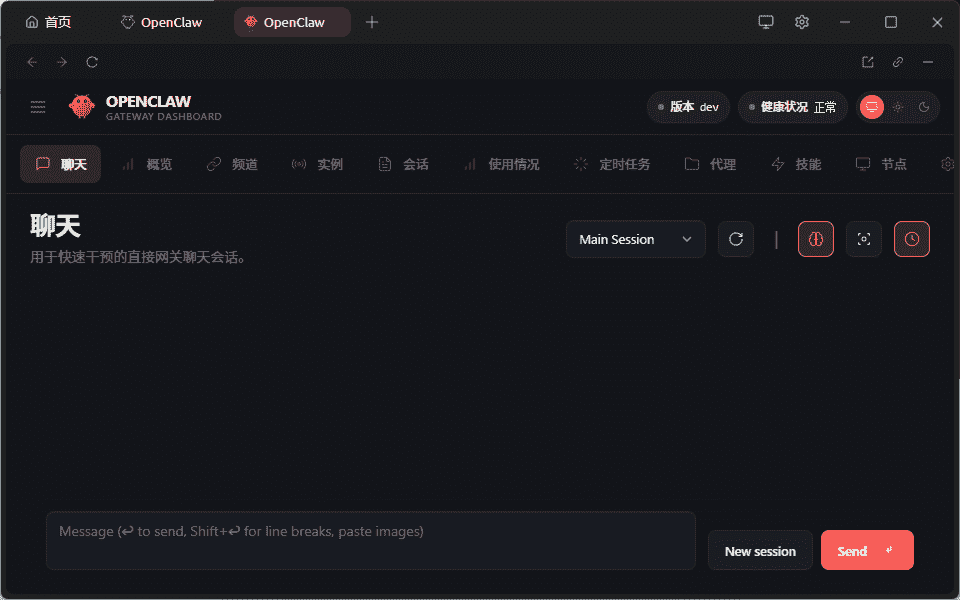 首页 OpenClaw OpenClaw
OPENCLAW
GATEWAY DASHBOARD
版本 dev 健康状况 正常
聊天 概览 频道 实例 会话 使用情况 定时任务 代理 技能 节点
聊天
用于快速干预的直接网关聊天会话。
Main Session
Message (↵ to send, Shift+↵ for line breaks, paste images)
New session Send ↵